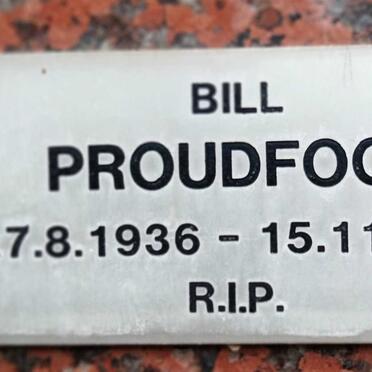 BILL
PROUDFOO
.7.8.1936 - 15.11
R.I.P.